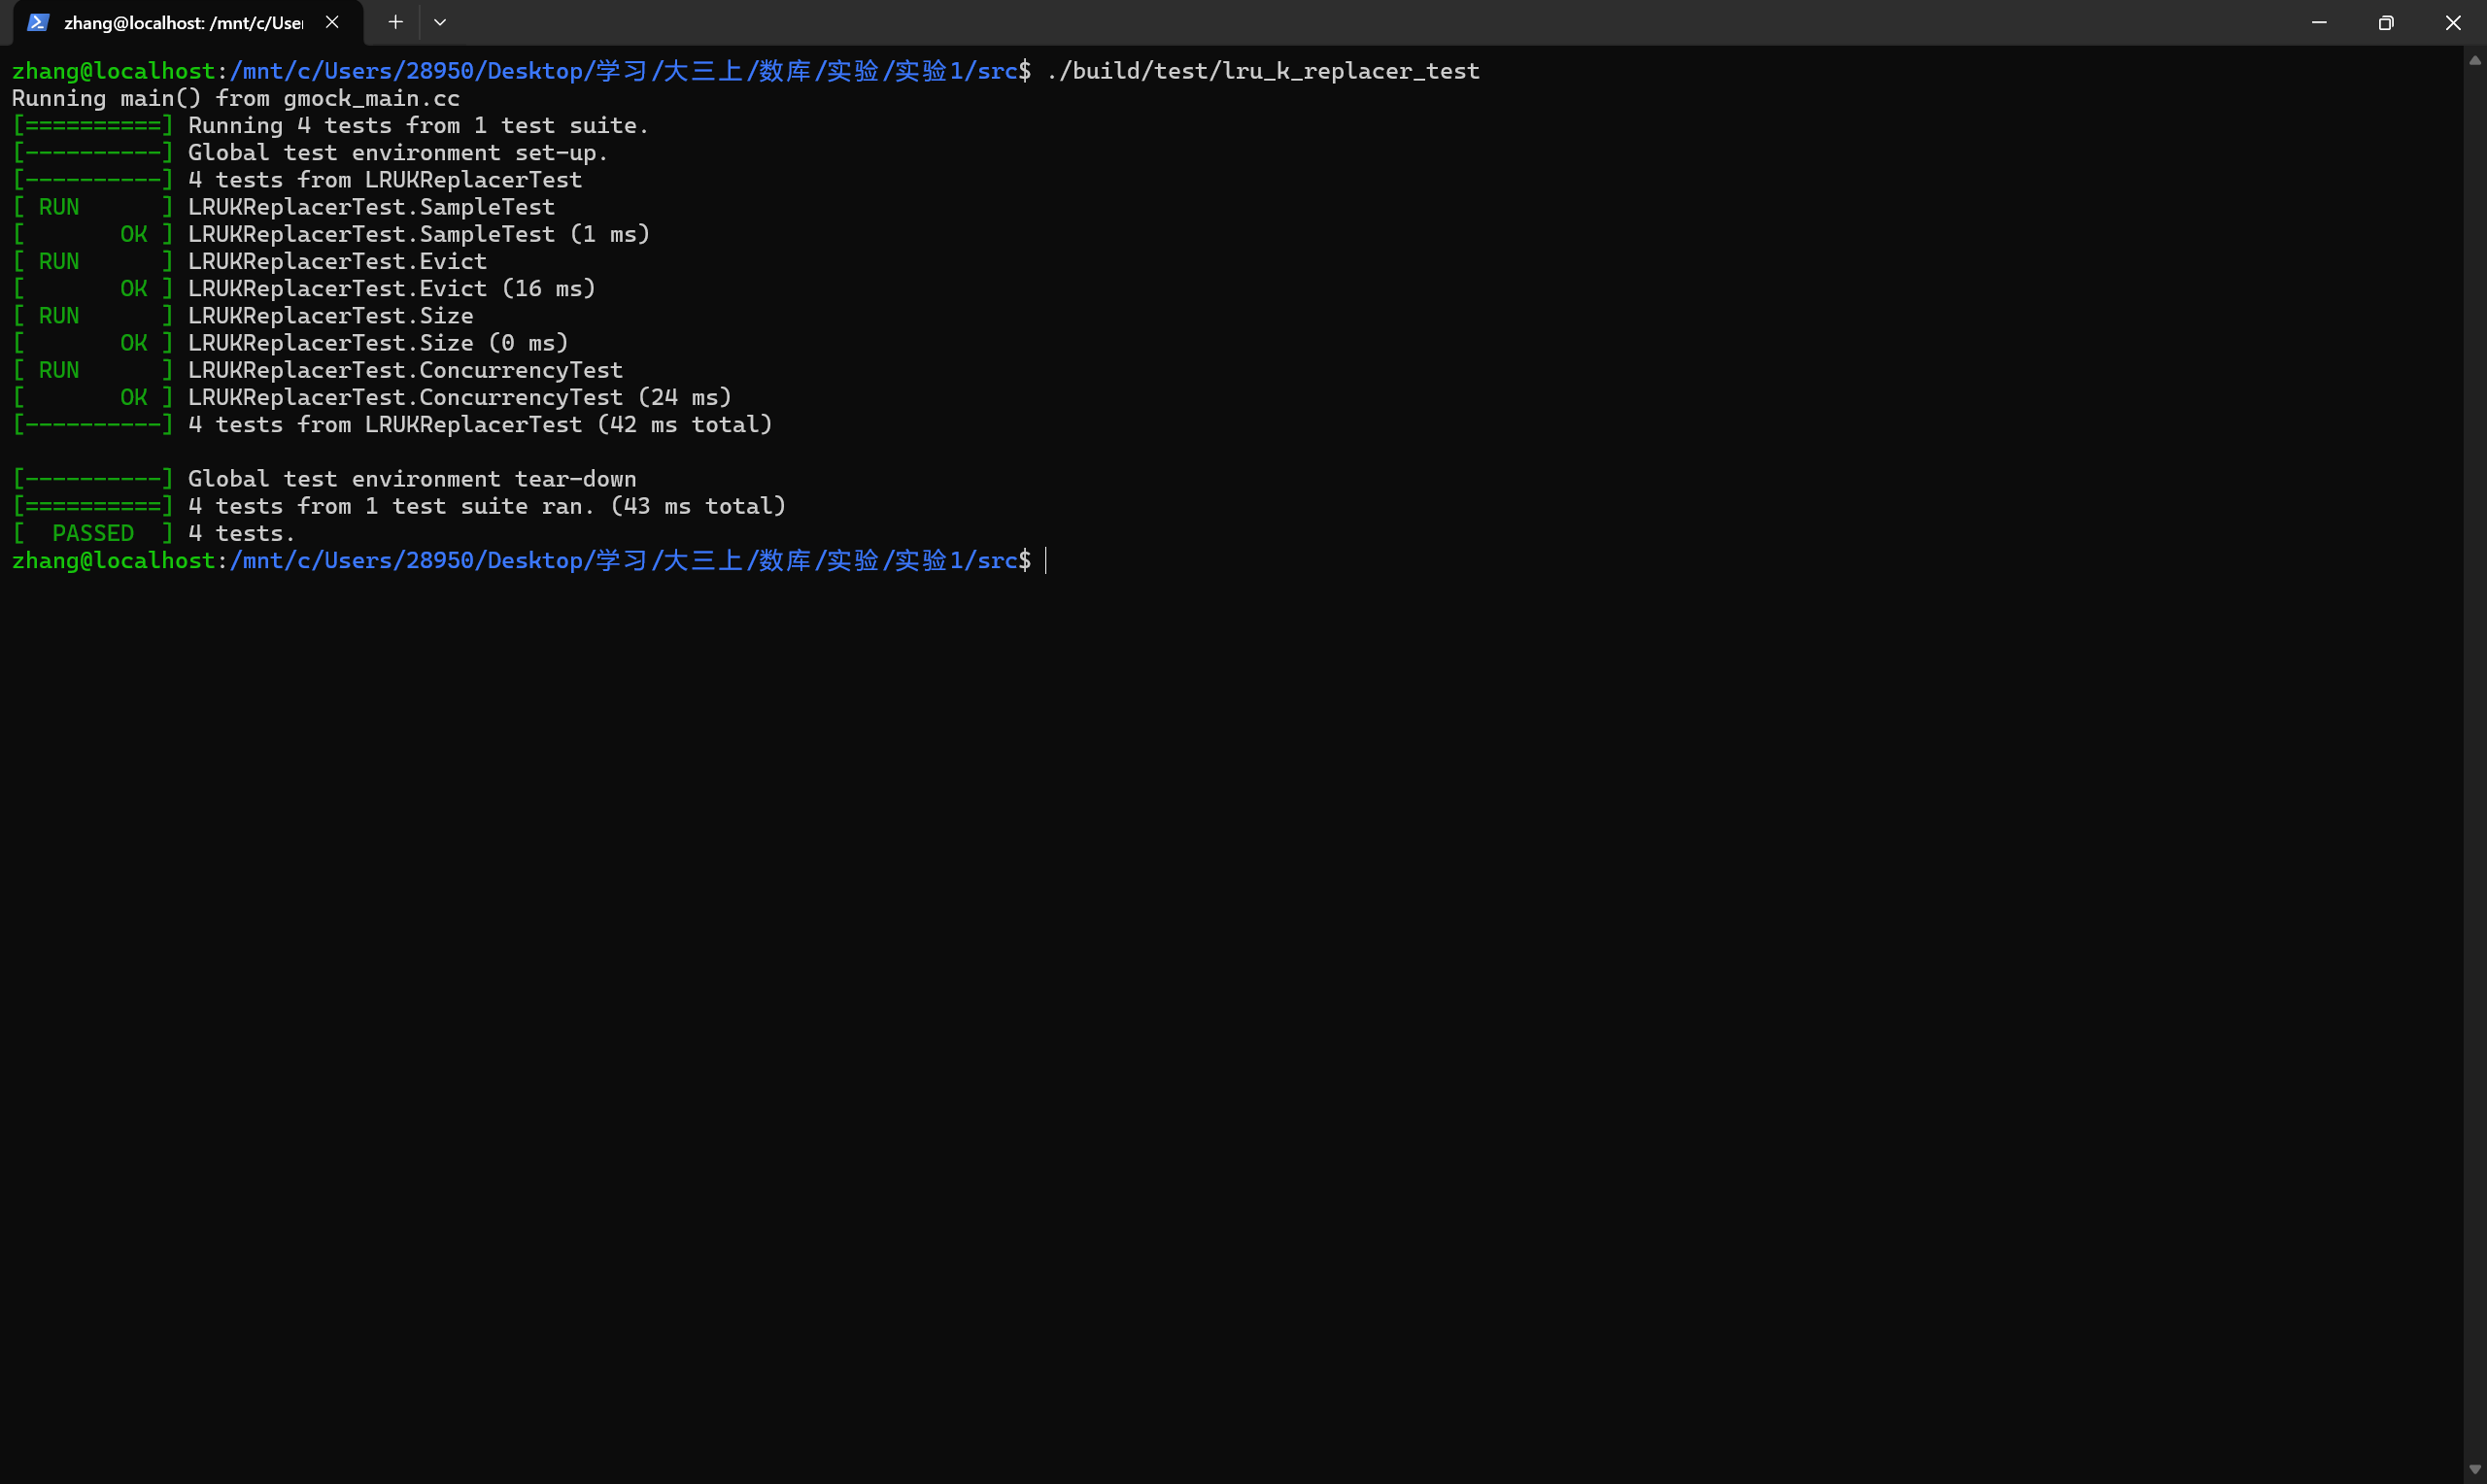 zhang@localhost: /mnt/c/Use
zhang@localhost:/mnt/c/Users/28950/Desktop/学习/大三上/数库/实验/实验1/src$ ./build/test/lru_k_replacer_test
Running main() from gmock_main.cc
[==========] Running 4 tests from 1 test suite.
[----------] Global test environment set-up.
[----------] 4 tests from LRUKReplacerTest
[ RUN      ] LRUKReplacerTest.SampleTest
[       OK ] LRUKReplacerTest.SampleTest (1 ms)
[ RUN      ] LRUKReplacerTest.Evict
[       OK ] LRUKReplacerTest.Evict (16 ms)
[ RUN      ] LRUKReplacerTest.Size
[       OK ] LRUKReplacerTest.Size (0 ms)
[ RUN      ] LRUKReplacerTest.ConcurrencyTest
[       OK ] LRUKReplacerTest.ConcurrencyTest (24 ms)
[----------] 4 tests from LRUKReplacerTest (42 ms total)
[----------] Global test environment tear-down
[==========] 4 tests from 1 test suite ran. (43 ms total)
[  PASSED  ] 4 tests.
zhang@localhost:/mnt/c/Users/28950/Desktop/学习/大三上/数库/实验/实验1/src$